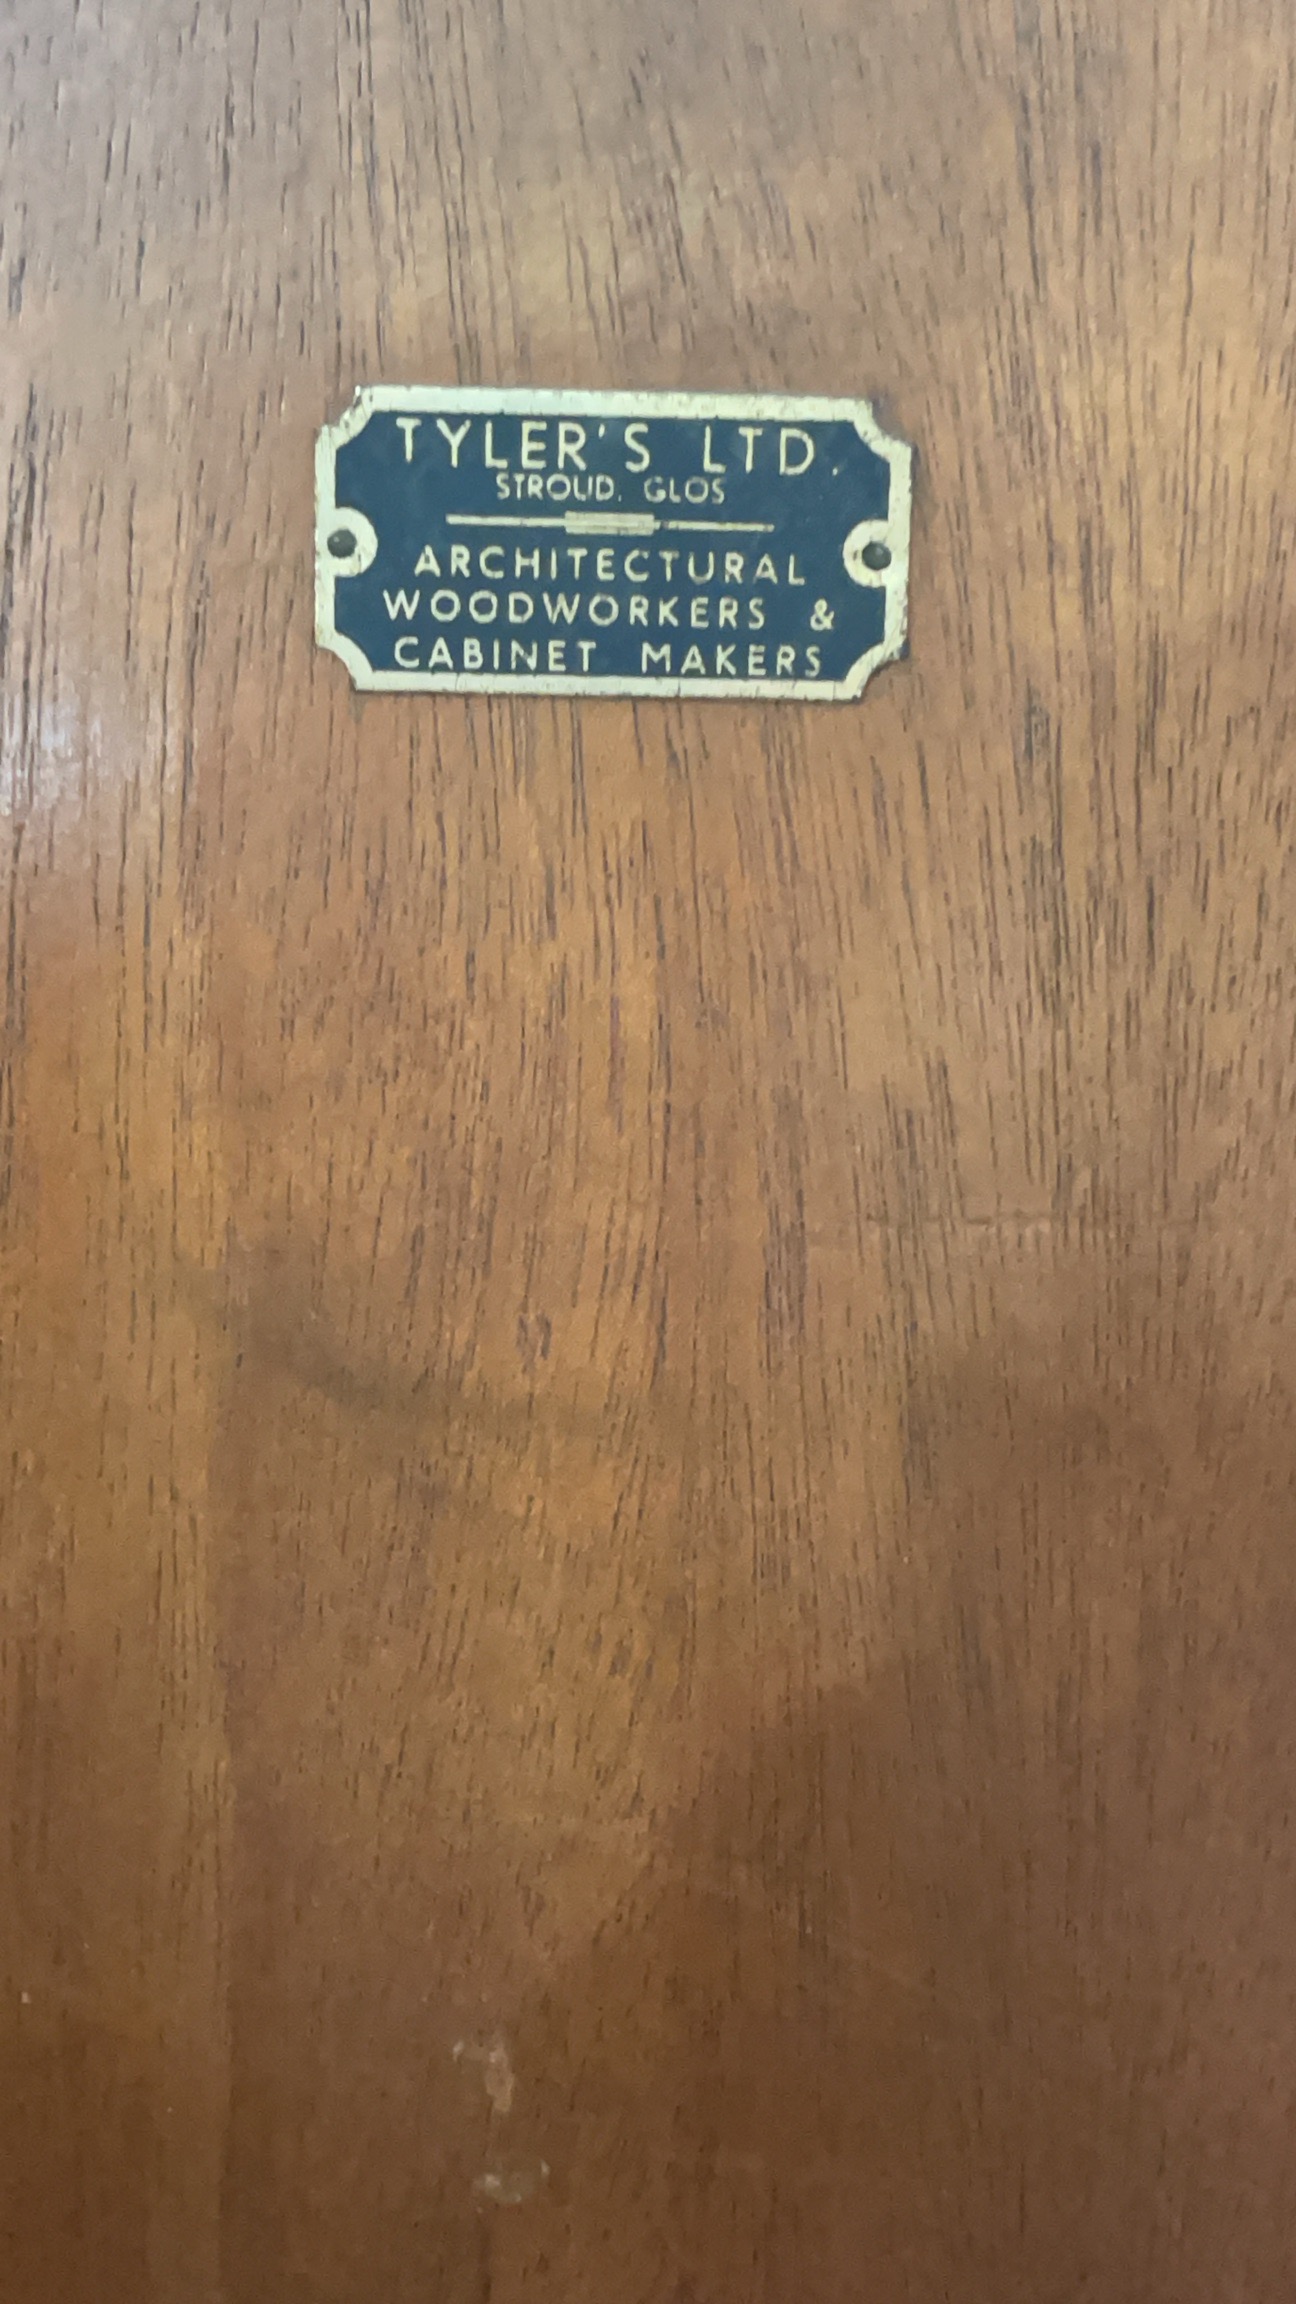 TYLER'S LTD.
STROUD. GLOS
ARCHITECTURAL
WOODWORKERS &
CABINET MAKERS